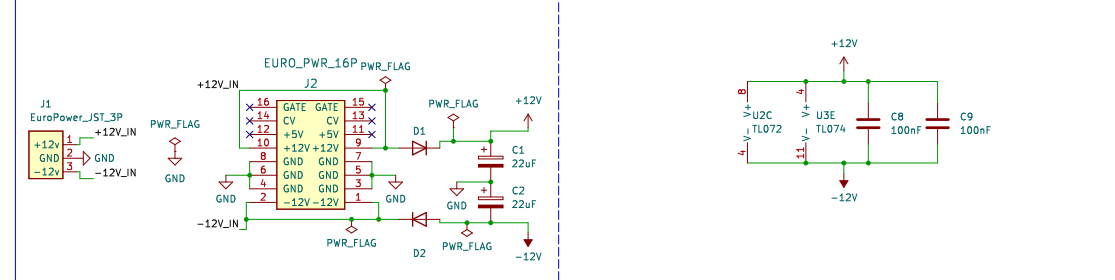 J1
EuroPower_JST_3P
+12v
GND
-12v
1
2
3
+12V_IN
GND
-12V_IN
PWR_FLAG
GND
EURO_PWR_16P
J2
PWR_FLAG
+12V_IN
16 GATE GATE 15
14 CV CV 13
12 +5V +5V 11
10 +12V +12V 9
8 GND GND 7
6 GND GND 5
4 GND GND 3
2 -12V -12V 1
GND
GND
-12V_IN
PWR_FLAG
PWR_FLAG
D1
+12V
C1
22uF
C2
22uF
GND
D2
PWR_FLAG
-12V
+12V
8
V+
U2C
TL072
V-
4
4
V+
U3E
TL074
V-
11
C8
100nF
C9
100nF
-12V